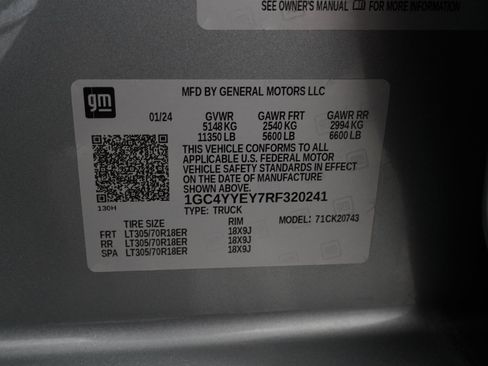 SEE OWNER'S MANUAL FOR MORE INFORMATION
gm
MFD BY GENERAL MOTORS LLC
01/24 GVWR GAWR FRT GAWR RR
5148 KG 2540 KG 2994 KG
11350 LB 5600 LB 6600 LB
THIS VEHICLE CONFORMS TO ALL
APPLICABLE U.S. FEDERAL MOTOR
VEHICLE SAFETY STANDARDS IN EFFECT
ON THE DATE OF MANUFACTURE
SHOWN ABOVE.
1GC4YYEY7RF320241
130H
TYPE: TRUCK MODEL: 71CK20743
TIRE SIZE RIM
FRT LT305/70R18ER 18X9J
RR LT305/70R18ER 18X9J
SPA LT305/70R18ER 18X9J